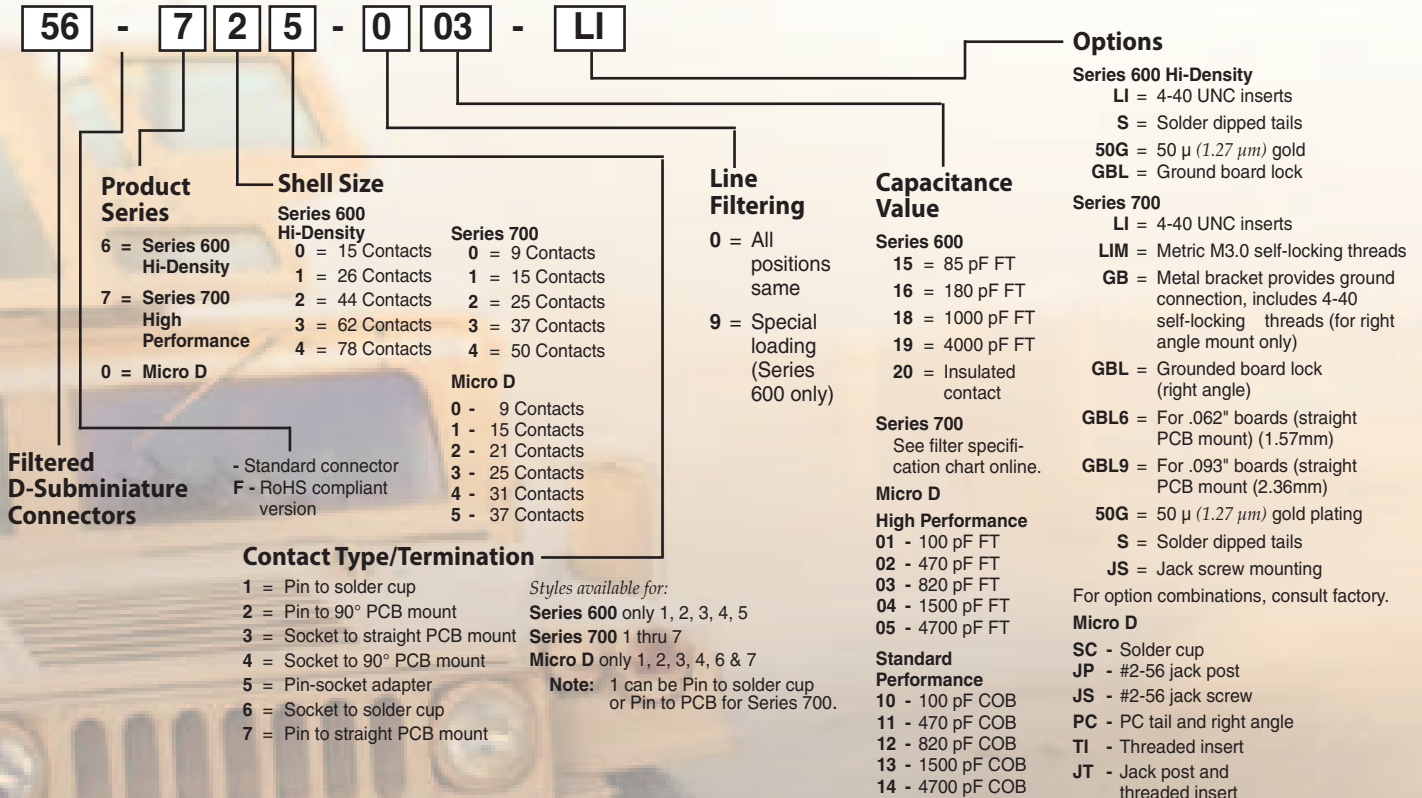 56 - 7 2 5 - 0 03 - LI
Product
Series
6 = Series 600
Hi-Density
7 = Series 700
High
Performance
0 = Micro D
Shell Size
Series 600
Hi-Density
0 = 15 Contacts
1 = 26 Contacts
2 = 44 Contacts
3 = 62 Contacts
4 = 78 Contacts
Series 700
0 = 9 Contacts
1 = 15 Contacts
2 = 25 Contacts
3 = 37 Contacts
4 = 50 Contacts
Micro D
0 - 9 Contacts
1 - 15 Contacts
2 - 21 Contacts
3 - 25 Contacts
4 - 31 Contacts
5 - 37 Contacts
Filtered
D-Subminiature
Connectors
- Standard connector
F - RoHS compliant
version
Contact Type/Termination
1 = Pin to solder cup
2 = Pin to 90° PCB mount
3 = Socket to straight PCB mount
4 = Socket to 90° PCB mount
5 = Pin-socket adapter
6 = Socket to solder cup
7 = Pin to straight PCB mount
Styles available for:
Series 600 only 1, 2, 3, 4, 5
Series 700 1 thru 7
Micro D only 1, 2, 3, 4, 6 & 7
Note: 1 can be Pin to solder cup
or Pin to PCB for Series 700.
Line
Filtering
0 = All
positions
same
9 = Special
loading
(Series
600 only)
Capacitance
Value
Series 600
15 = 85 pF FT
16 = 180 pF FT
18 = 1000 pF FT
19 = 4000 pF FT
20 = Insulated
contact
Series 700
See filter specifi-
cation chart online.
Micro D
High Performance
01 - 100 pF FT
02 - 470 pF FT
03 - 820 pF FT
04 - 1500 pF FT
05 - 4700 pF FT
Standard
Performance
10 - 100 pF COB
11 - 470 pF COB
12 - 820 pF COB
13 - 1500 pF COB
14 - 4700 pF COB
Options
Series 600 Hi-Density
LI = 4-40 UNC inserts
S = Solder dipped tails
50G = 50 µ (1.27 µm) gold
GBL = Ground board lock
Series 700
LI = 4-40 UNC inserts
LIM = Metric M3.0 self-locking threads
GB = Metal bracket provides ground
connection, includes 4-40
self-locking threads (for right
angle mount only)
GBL = Grounded board lock
(right angle)
GBL6 = For .062" boards (straight
PCB mount) (1.57mm)
GBL9 = For .093" boards (straight
PCB mount (2.36mm)
50G = 50 µ (1.27 µm) gold plating
S = Solder dipped tails
JS = Jack screw mounting
For option combinations, consult factory.
Micro D
SC - Solder cup
JP - #2-56 jack post
JS - #2-56 jack screw
PC - PC tail and right angle
TI - Threaded insert
JT - Jack post and
threaded insert